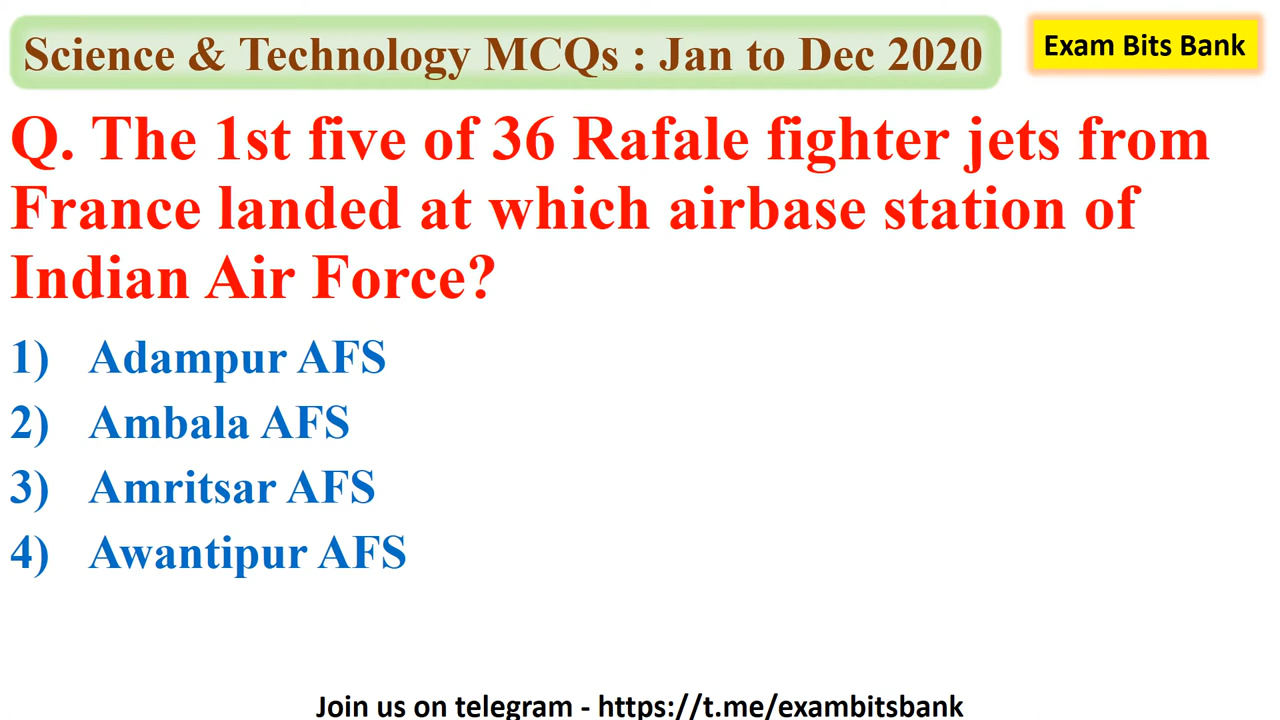 Science & Technology MCQs : Jan to Dec 2020
Exam Bits Bank
Q. The 1st five of 36 Rafale fighter jets from
France landed at which airbase station of
Indian Air Force?
1) Adampur AFS
2) Ambala AFS
3) Amritsar AFS
4) Awantipur AFS
Join us on telegram - https://t.me/exambitsbank